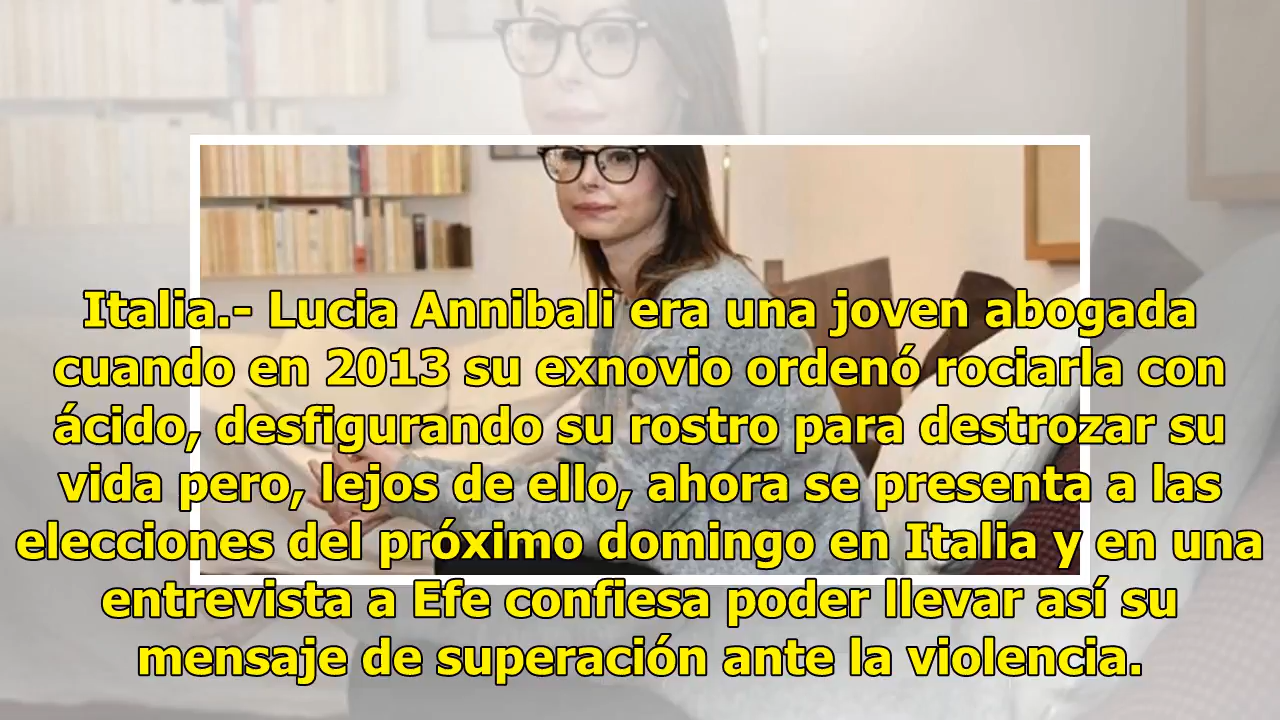 Italia.- Lucia Annibali era una joven abogada
cuando en 2013 su exnovio ordenó rociarla con
ácido, desfigurando su rostro para destrozar su
vida pero, lejos de ello, ahora se presenta a las
elecciones del próximo domingo en Italia y en una
entrevista a Efe confiesa poder llevar así su
mensaje de superación ante la violencia.